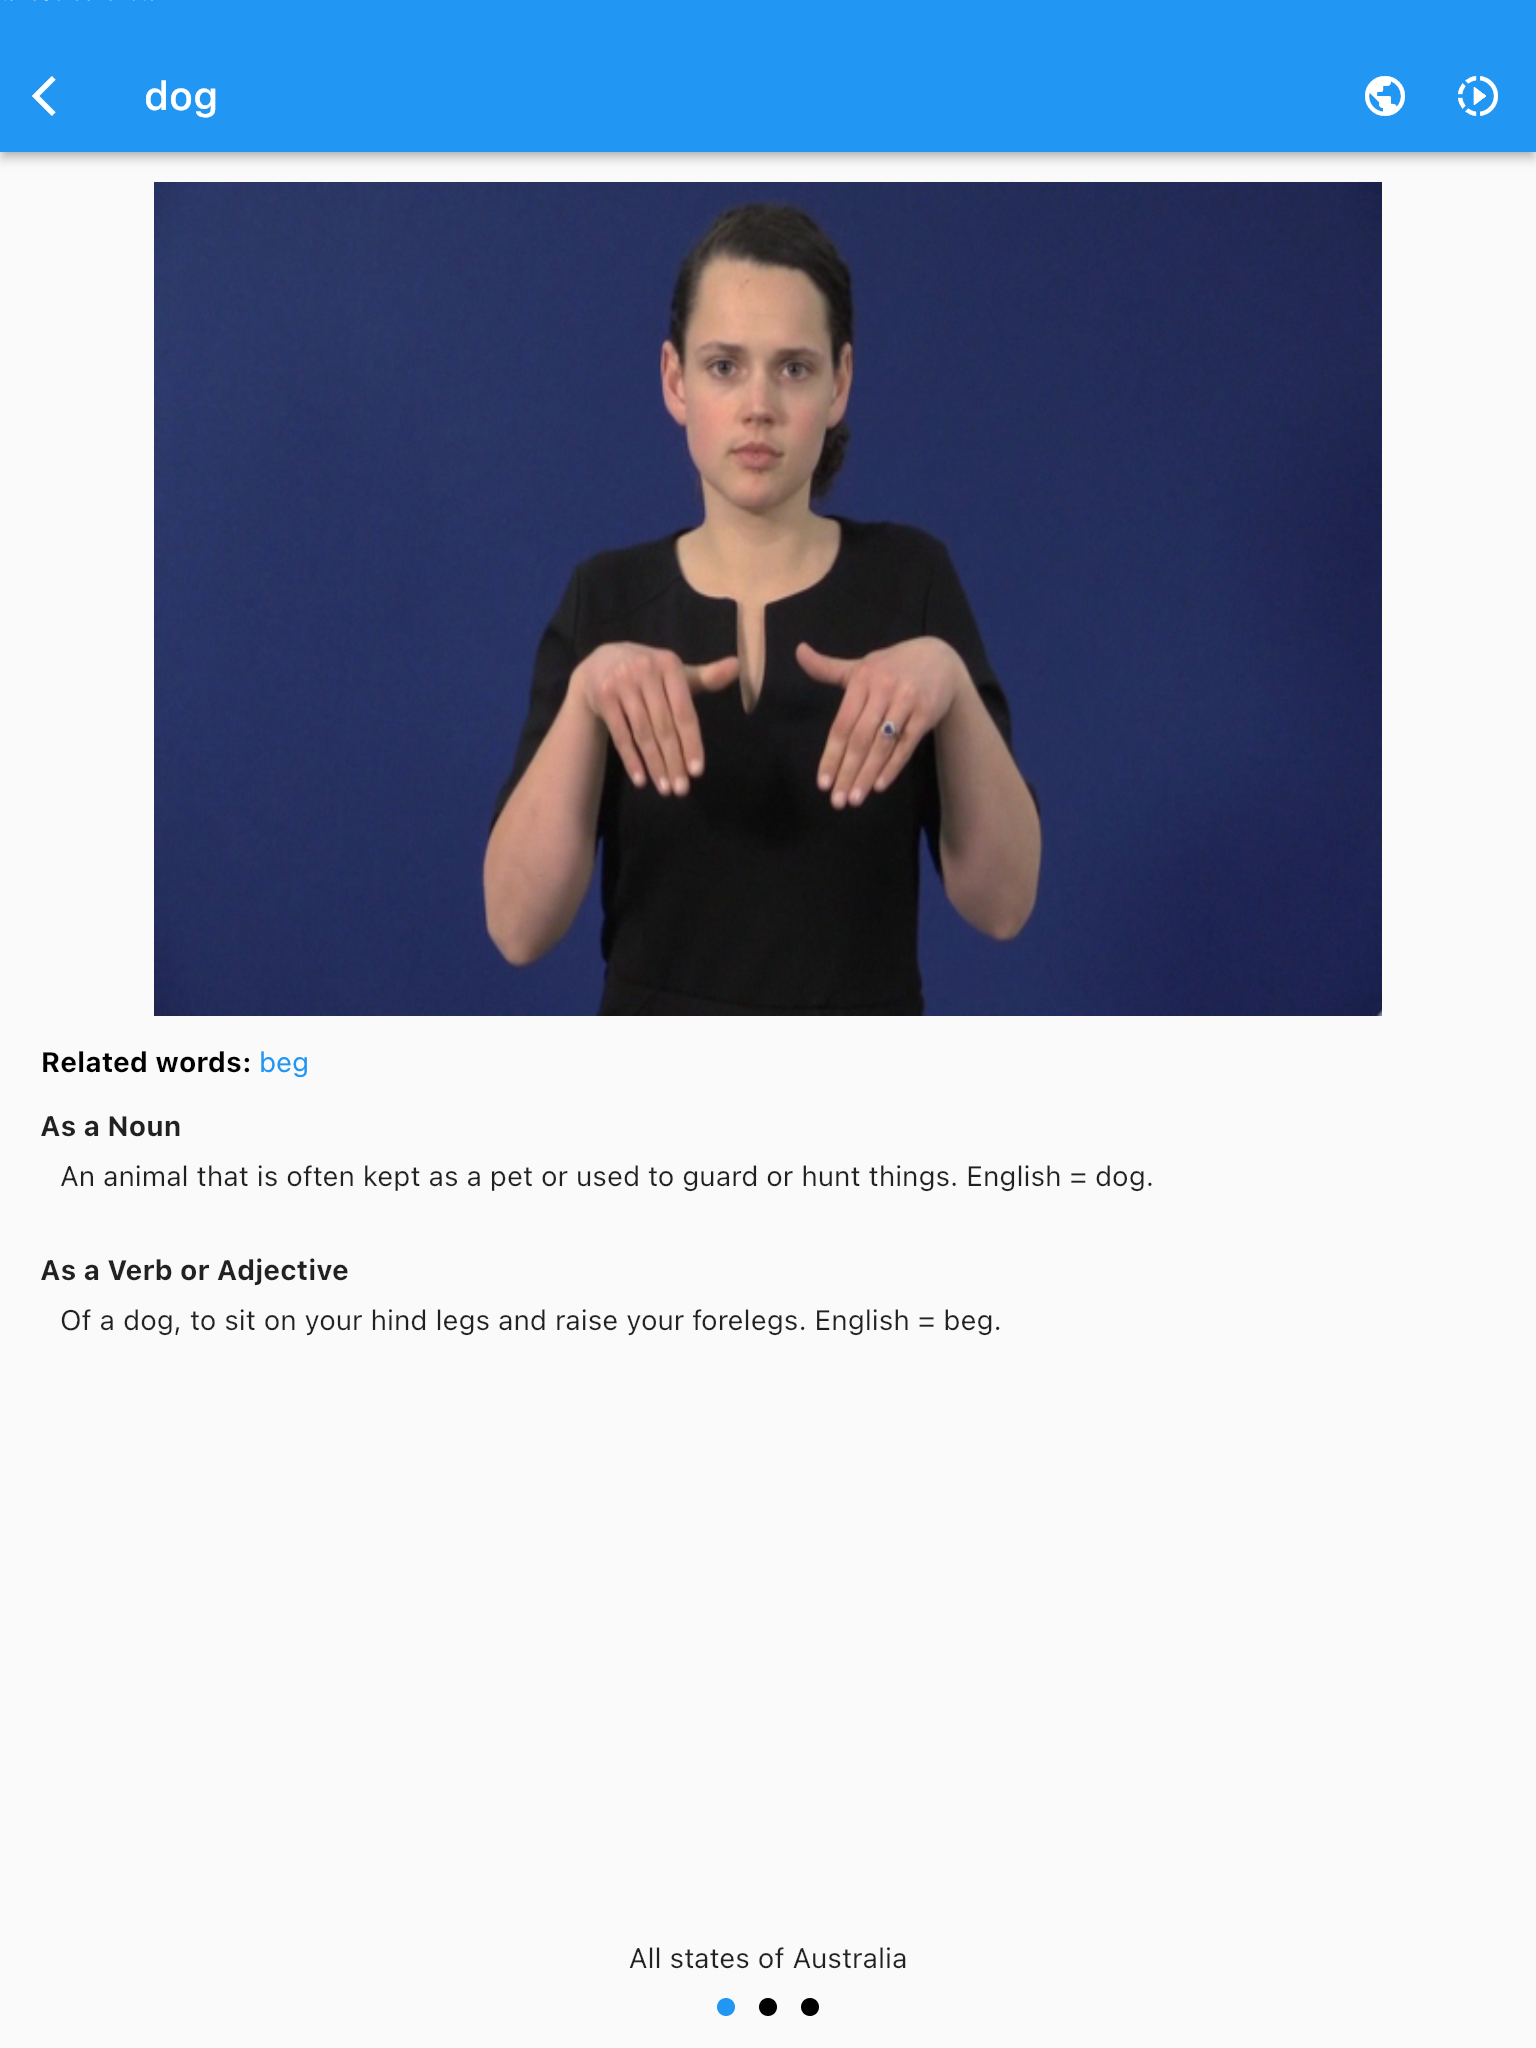 dog
Related words: beg
As a Noun
An animal that is often kept as a pet or used to guard or hunt things. English = dog.
As a Verb or Adjective
Of a dog, to sit on your hind legs and raise your forelegs. English = beg.
All states of Australia